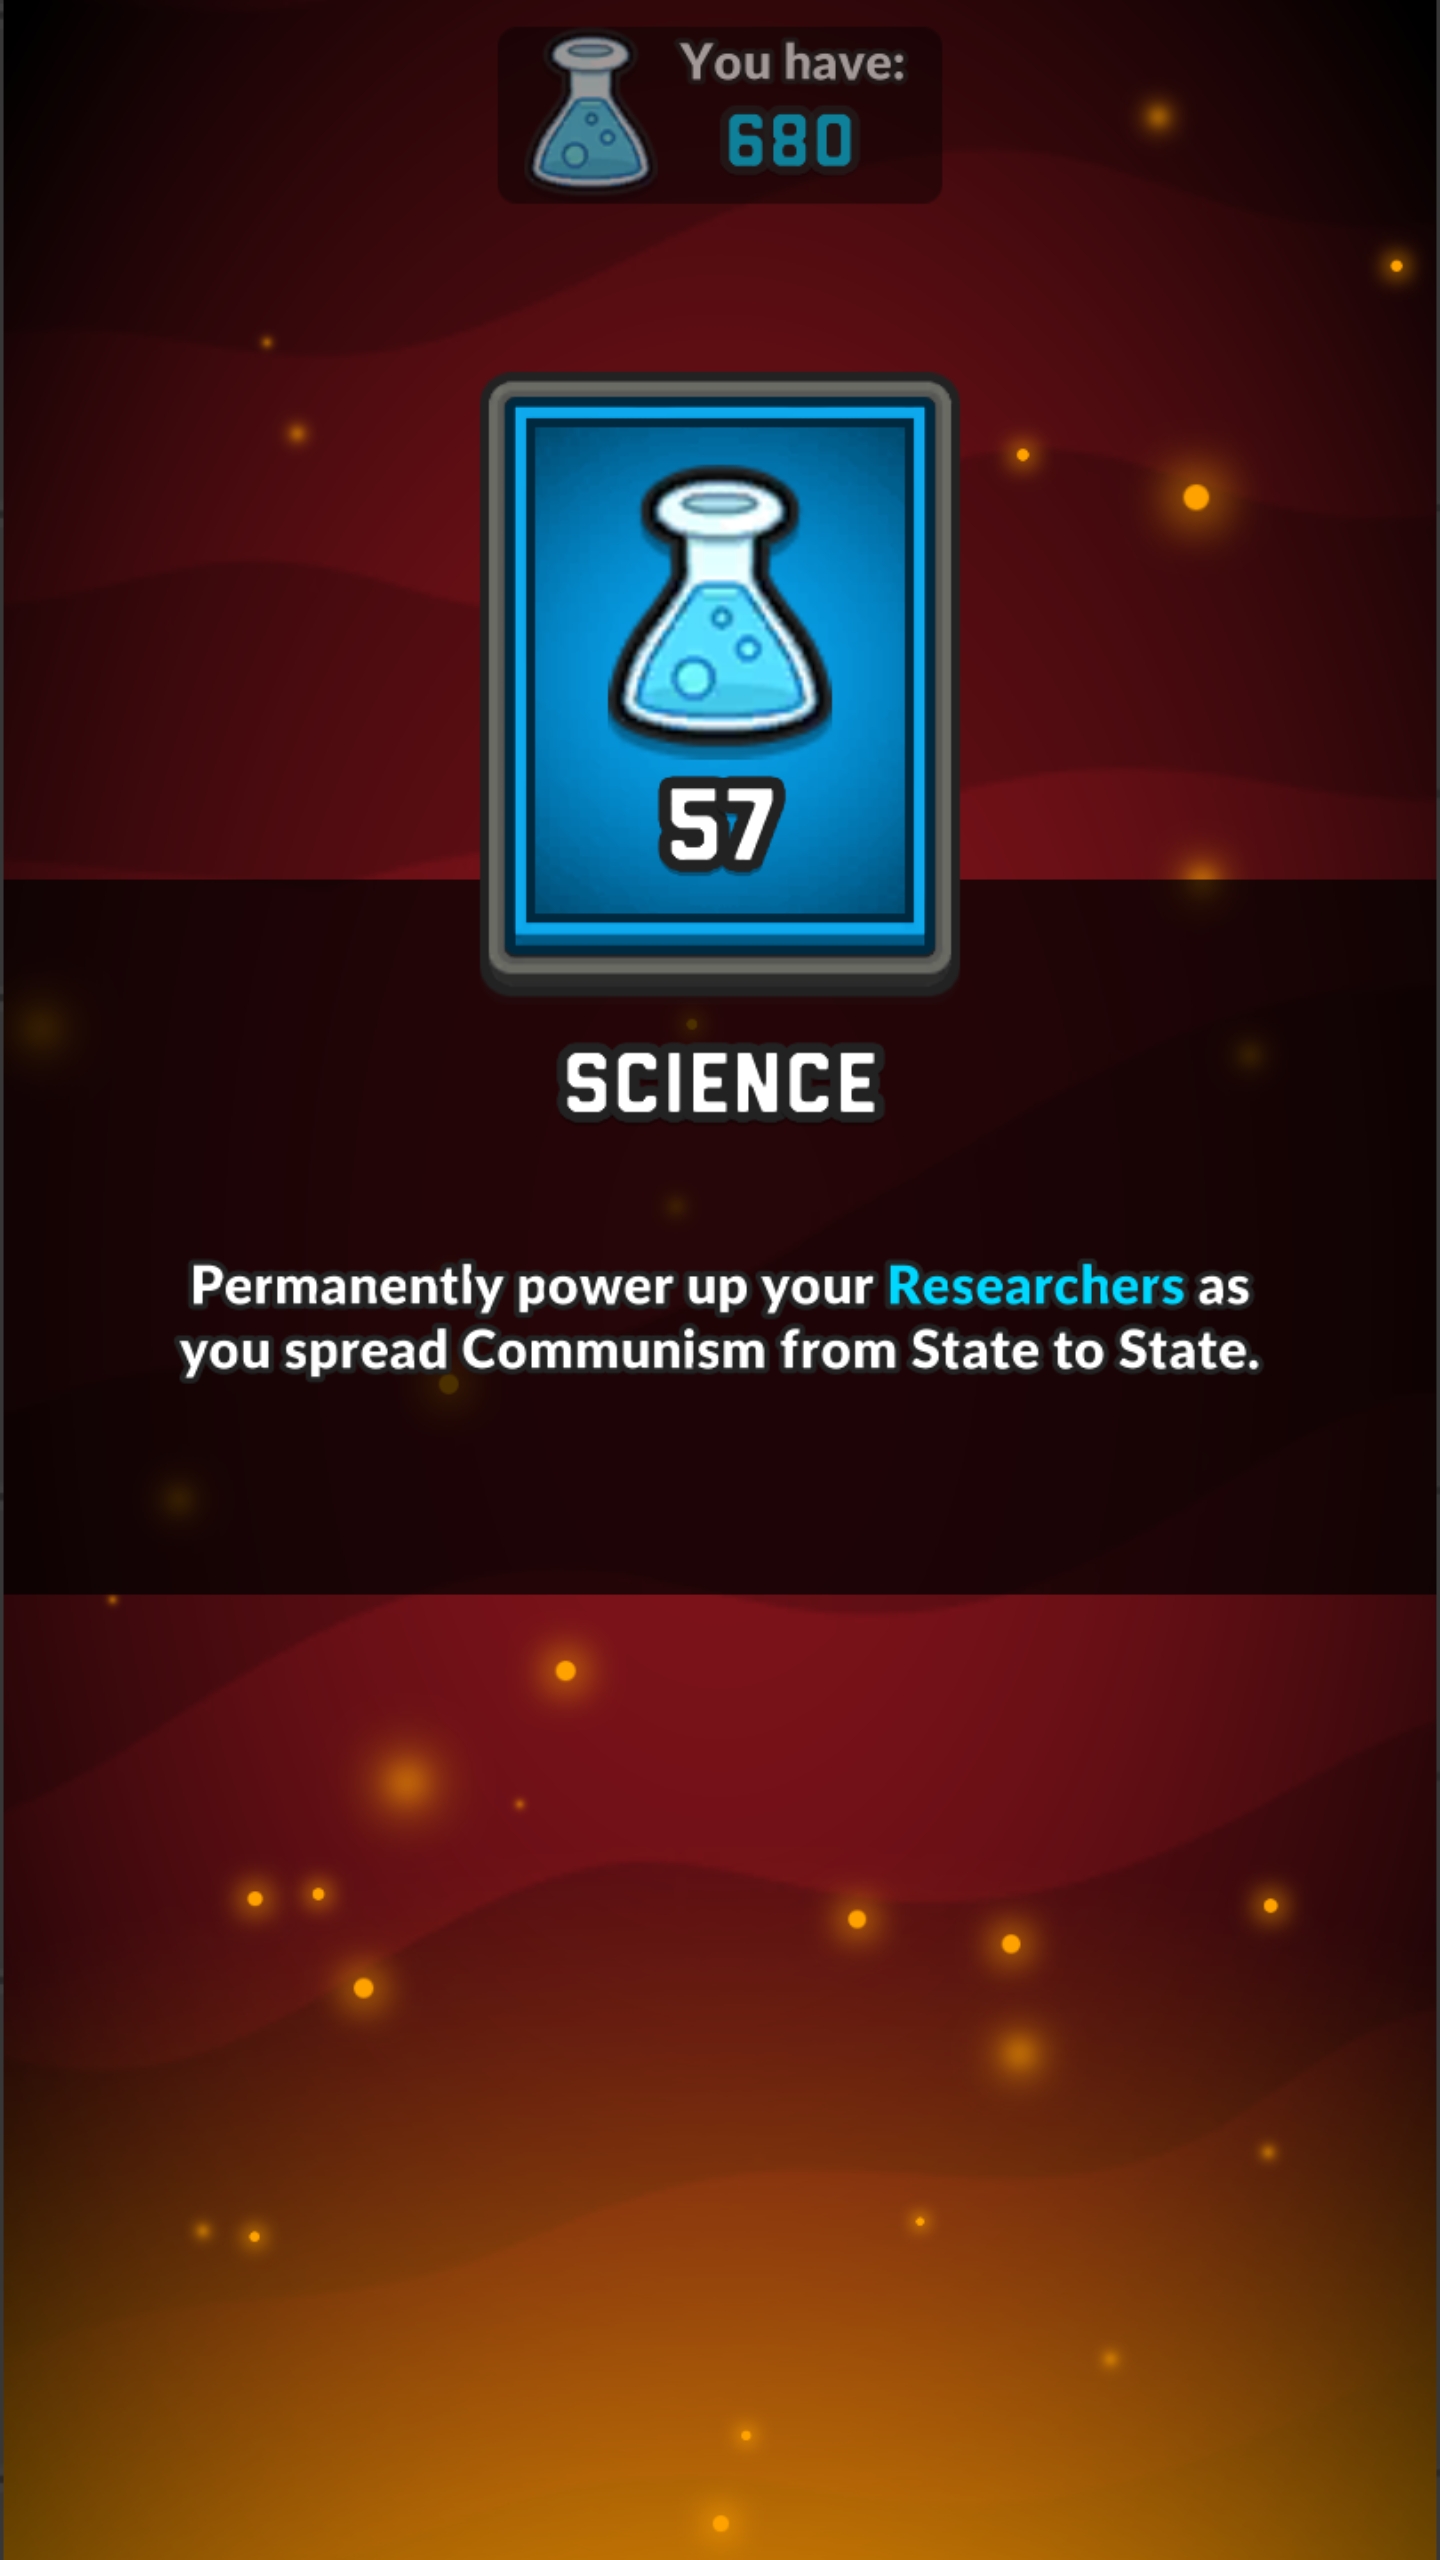 You have:
680
57
SCIENCE
Permanently power up your Researchers as
you spread Communism from State to State.